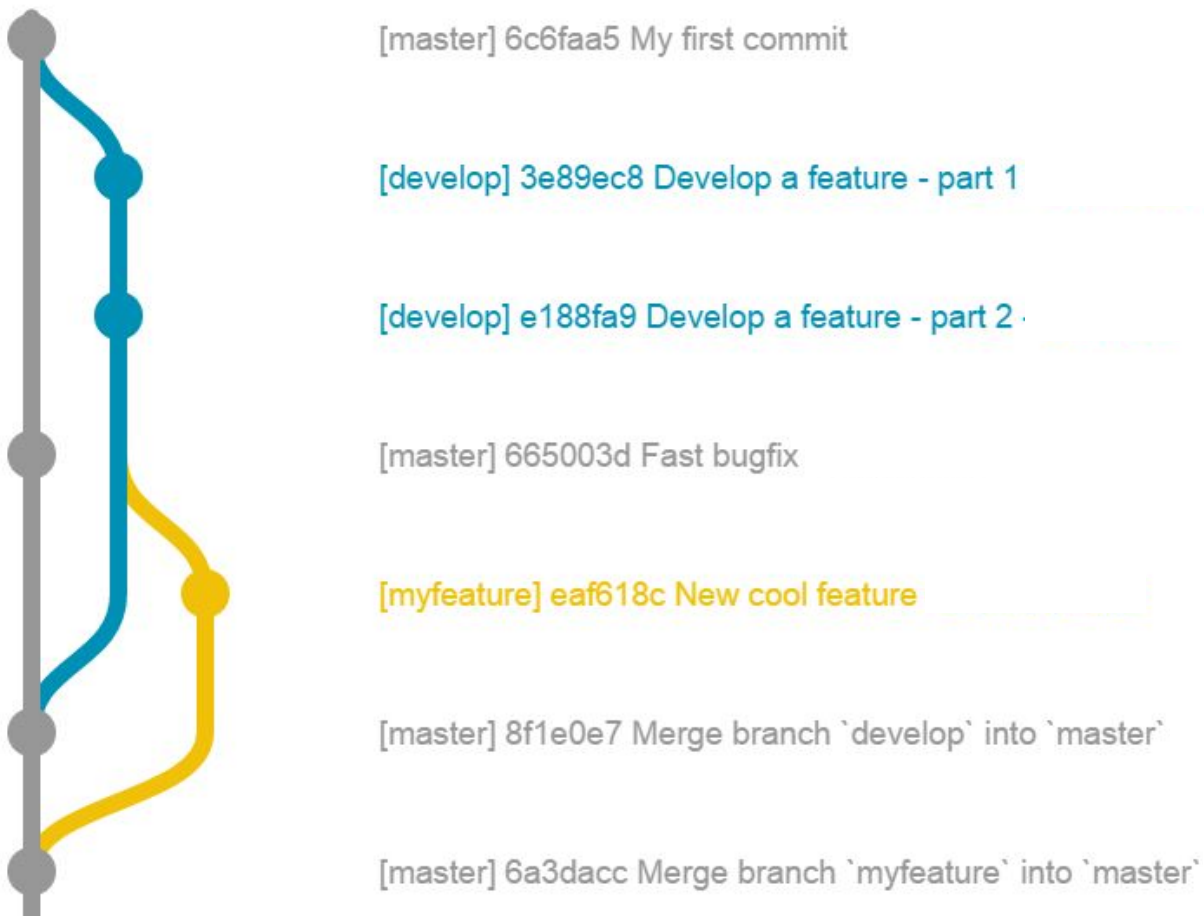 [master] 6c6faa5 My first commit
[develop] 3e89ec8 Develop a feature - part 1
[develop] e188fa9 Develop a feature - part 2 -
[master] 665003d Fast bugfix
[myfeature] eaf618c New cool feature
[master] 8f1e0e7 Merge branch `develop` into `master`
[master] 6a3dacc Merge branch `myfeature` into `master`